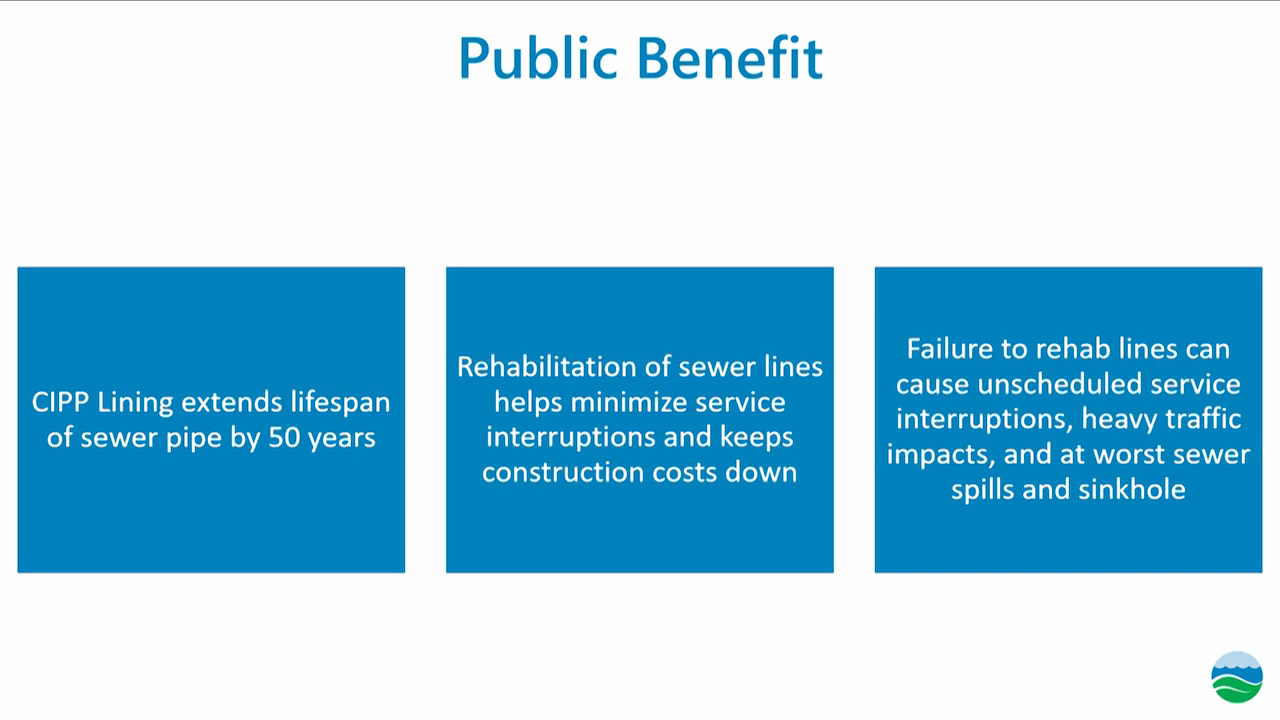 Public Benefit
CIPP Lining extends lifespan
of sewer pipe by 50 years
Rehabilitation of sewer lines
helps minimize service
interruptions and keeps
construction costs down
Failure to rehab lines can
cause unscheduled service
interruptions, heavy traffic
impacts, and at worst sewer
spills and sinkhole